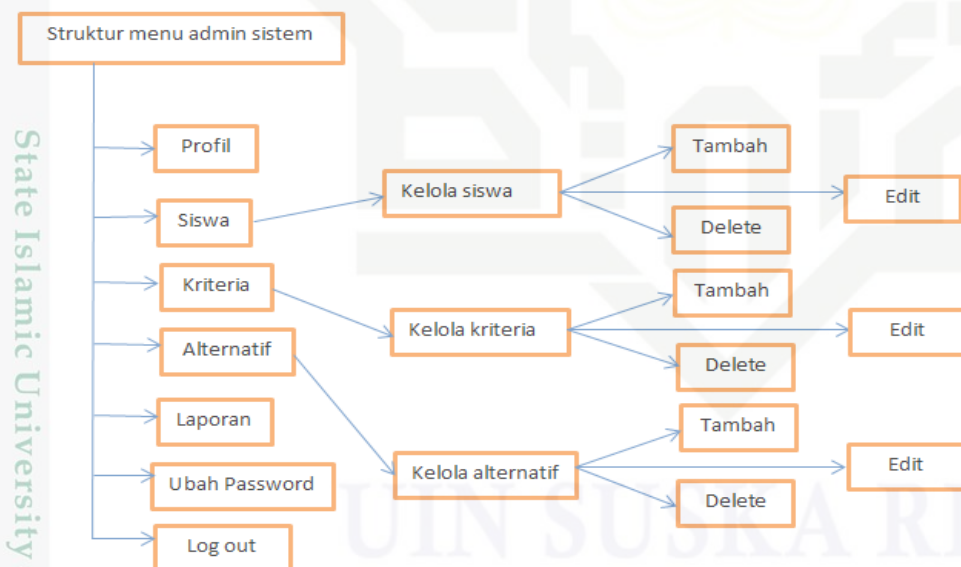 Struktur menu admin sistem
Profil
Siswa
Kriteria
Alternatif
Laporan
Ubah Password
Log out
Kelola siswa
Tambah
Edit
Delete
Kelola kriteria
Tambah
Edit
Delete
Kelola alternatif
Tambah
Edit
Delete
State Islamic University
UIN SUSKA R